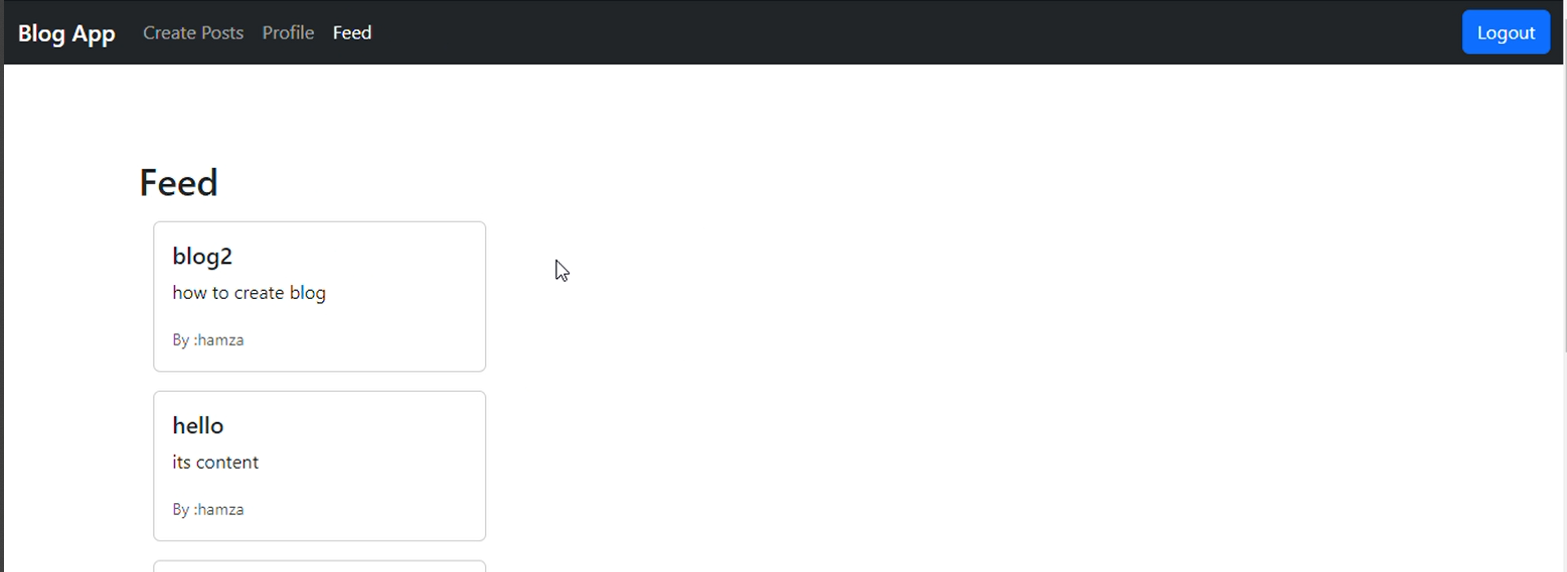 Blog App Create Posts Profile Feed Logout
Feed
blog2
how to create blog
By :hamza
hello
its content
By :hamza